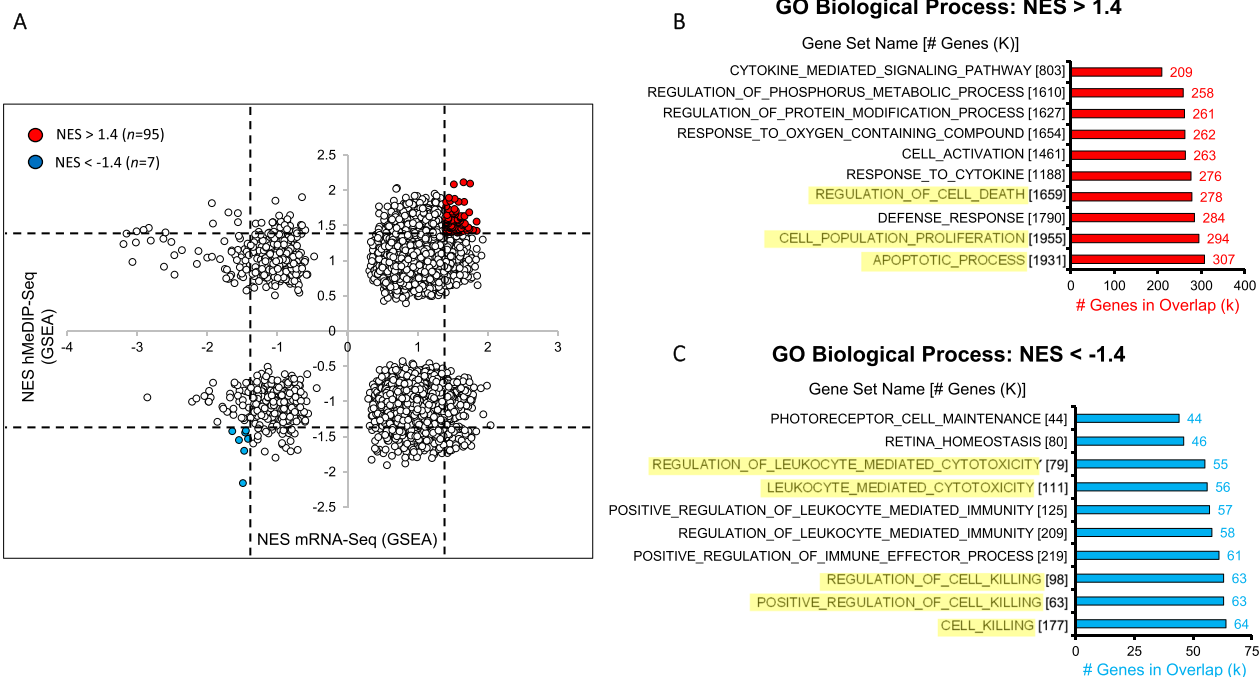 A
NES > 1.4 (n=95)
NES < -1.4 (n=7)
2.5
2
1.5
1
0.5
0
-0.5
-1
-1.5
-2
-2.5
-4
-3
-2
-1
0
1
2
3
NES hMeDIP-Seq
(GSEA)
NES mRNA-Seq (GSEA)
B
GO Biological Process: NES > 1.4
Gene Set Name [# Genes (K)]
CYTOKINE_MEDIATED_SIGNALING_PATHWAY [803] 209
REGULATION_OF_PHOSPHORUS_METABOLIC_PROCESS [1610] 258
REGULATION_OF_PROTEIN_MODIFICATION_PROCESS [1627] 261
RESPONSE_TO_OXYGEN_CONTAINING_COMPOUND [1654] 262
CELL_ACTIVATION [1461] 263
RESPONSE_TO_CYTOKINE [1188] 276
REGULATION_OF_CELL_DEATH [1659] 278
DEFENSE_RESPONSE [1790] 284
CELL_POPULATION_PROLIFERATION [1955] 294
APOPTOTIC_PROCESS [1931] 307
0 100 200 300 400
# Genes in Overlap (k)
C
GO Biological Process: NES < -1.4
Gene Set Name [# Genes (K)]
PHOTORECEPTOR_CELL_MAINTENANCE [44] 44
RETINA_HOMEOSTASIS [80] 46
REGULATION_OF_LEUKOCYTE_MEDIATED_CYTOTOXICITY [79] 55
LEUKOCYTE_MEDIATED_CYTOTOXICITY [111] 56
POSITIVE_REGULATION_OF_LEUKOCYTE_MEDIATED_IMMUNITY [125] 57
REGULATION_OF_LEUKOCYTE_MEDIATED_IMMUNITY [209] 58
POSITIVE_REGULATION_OF_IMMUNE_EFFECTOR_PROCESS [219] 61
REGULATION_OF_CELL_KILLING [98] 63
POSITIVE_REGULATION_OF_CELL_KILLING [63] 63
CELL_KILLING [177] 64
0 25 50 75
# Genes in Overlap (k)